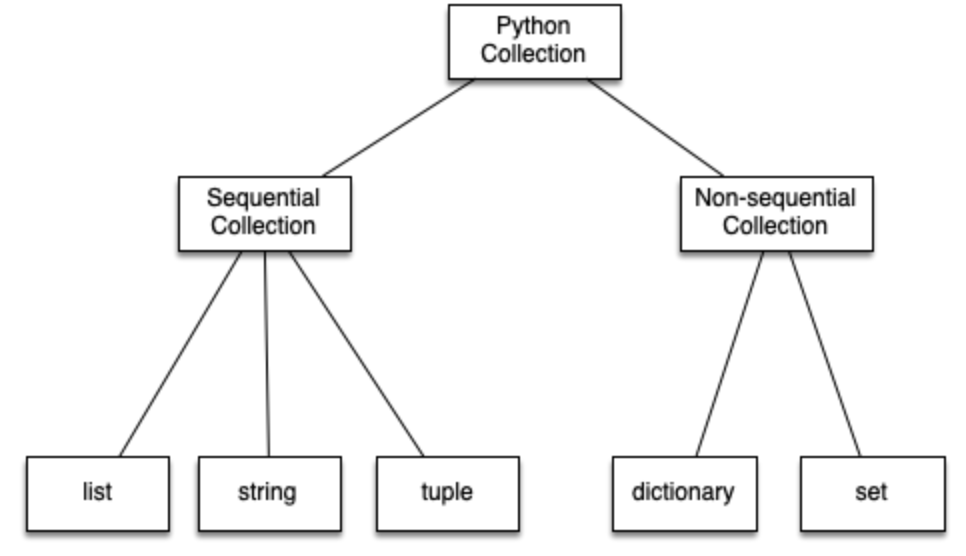 Python
Collection
Sequential
Collection
Non-sequential
Collection
list
string
tuple
dictionary
set